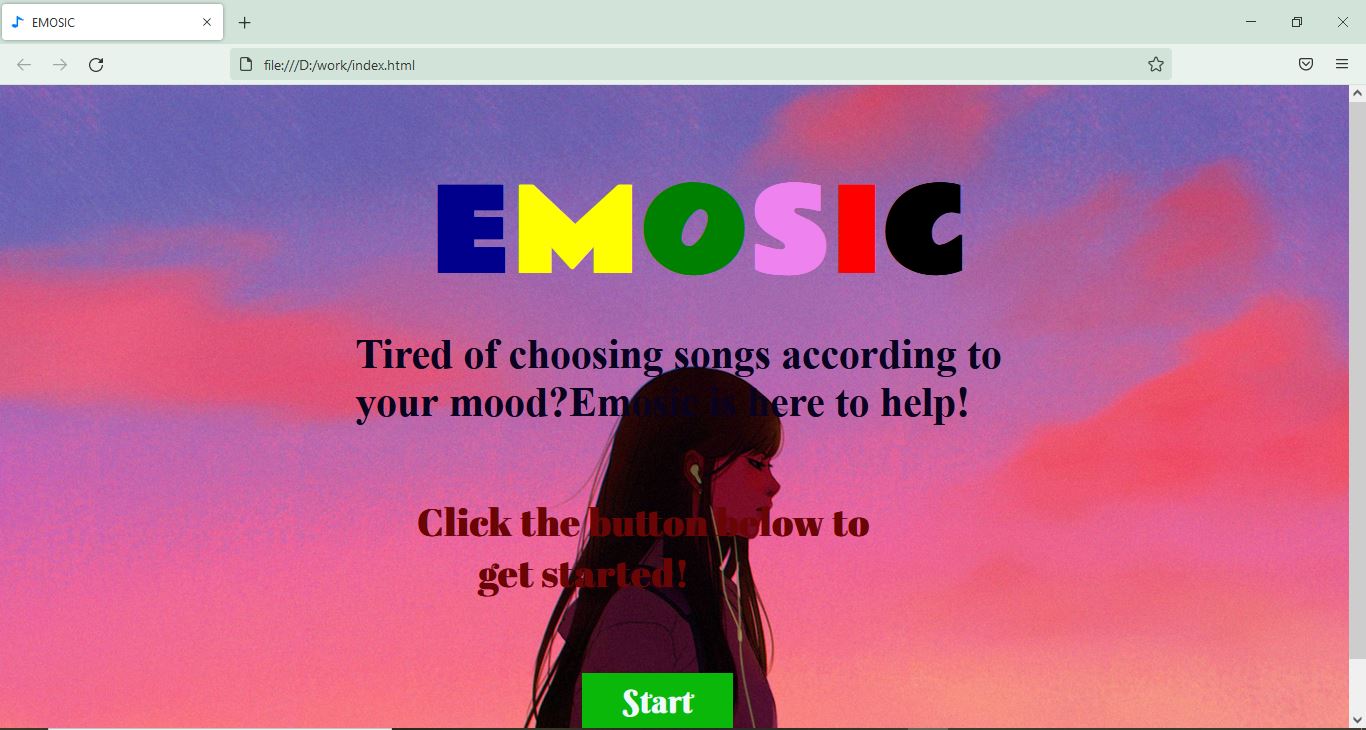 EMOSIC
file:///D:/work/index.html
EMOSIC
Tired of choosing songs according to
your mood?Emosic is here to help!
Click the button below to
get started!
Start